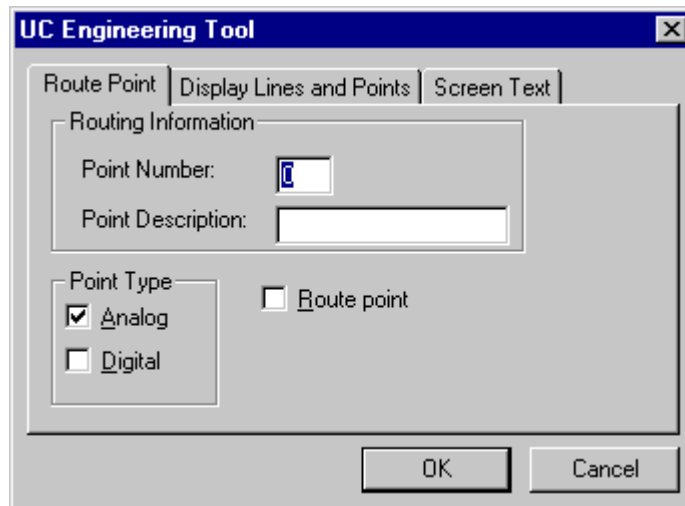 UC Engineering Tool
Route Point Display Lines and Points Screen Text
Routing Information
Point Number: 0
Point Description:
Point Type
Analog
Route point
Digital
OK Cancel